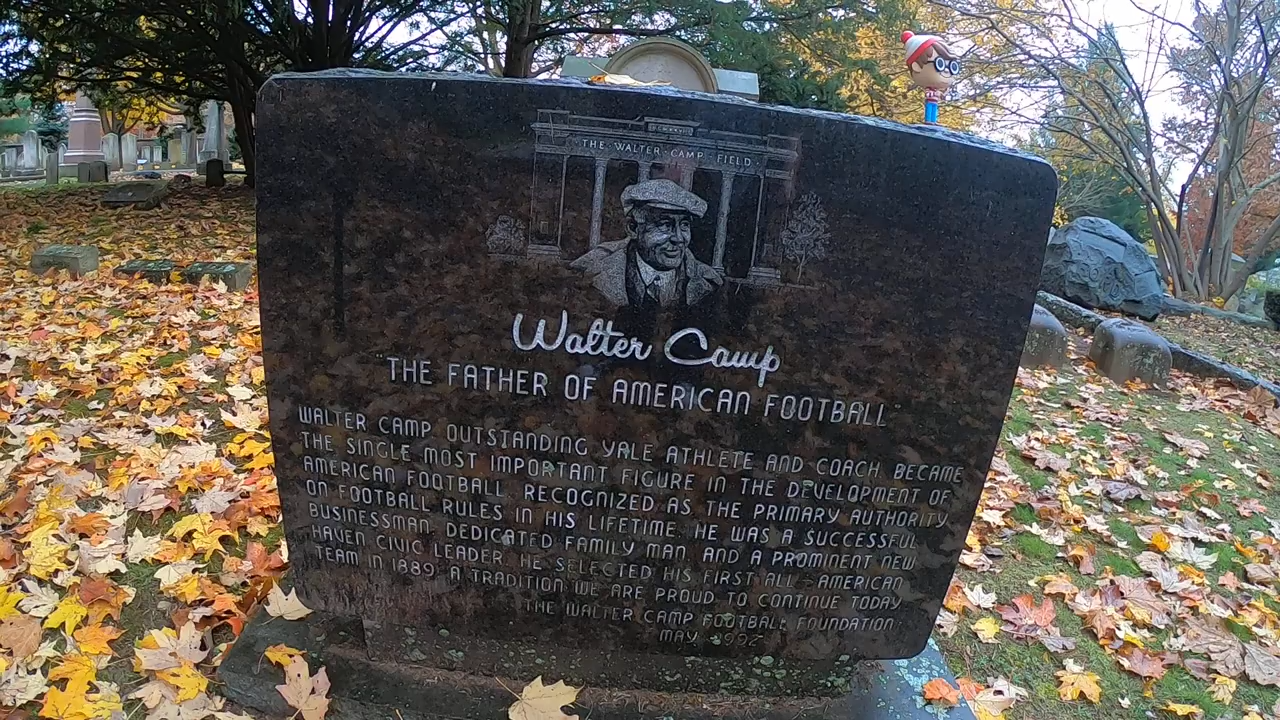 THE WALTER CAMP FIELD
Walter Camp
"THE FATHER OF AMERICAN FOOTBALL"
WALTER CAMP, OUTSTANDING YALE ATHLETE AND COACH, BECAME
THE SINGLE MOST IMPORTANT FIGURE IN THE DEVELOPMENT OF
AMERICAN FOOTBALL. RECOGNIZED AS THE PRIMARY AUTHORITY
ON FOOTBALL RULES IN HIS LIFETIME, HE WAS A SUCCESSFUL
BUSINESSMAN, DEDICATED FAMILY MAN, AND A PROMINENT NEW
HAVEN CIVIC LEADER. HE SELECTED HIS FIRST ALL-AMERICAN
TEAM IN 1889, A TRADITION WE ARE PROUD TO CONTINUE TODAY.
THE WALTER CAMP FOOTBALL FOUNDATION
MAY, 1997